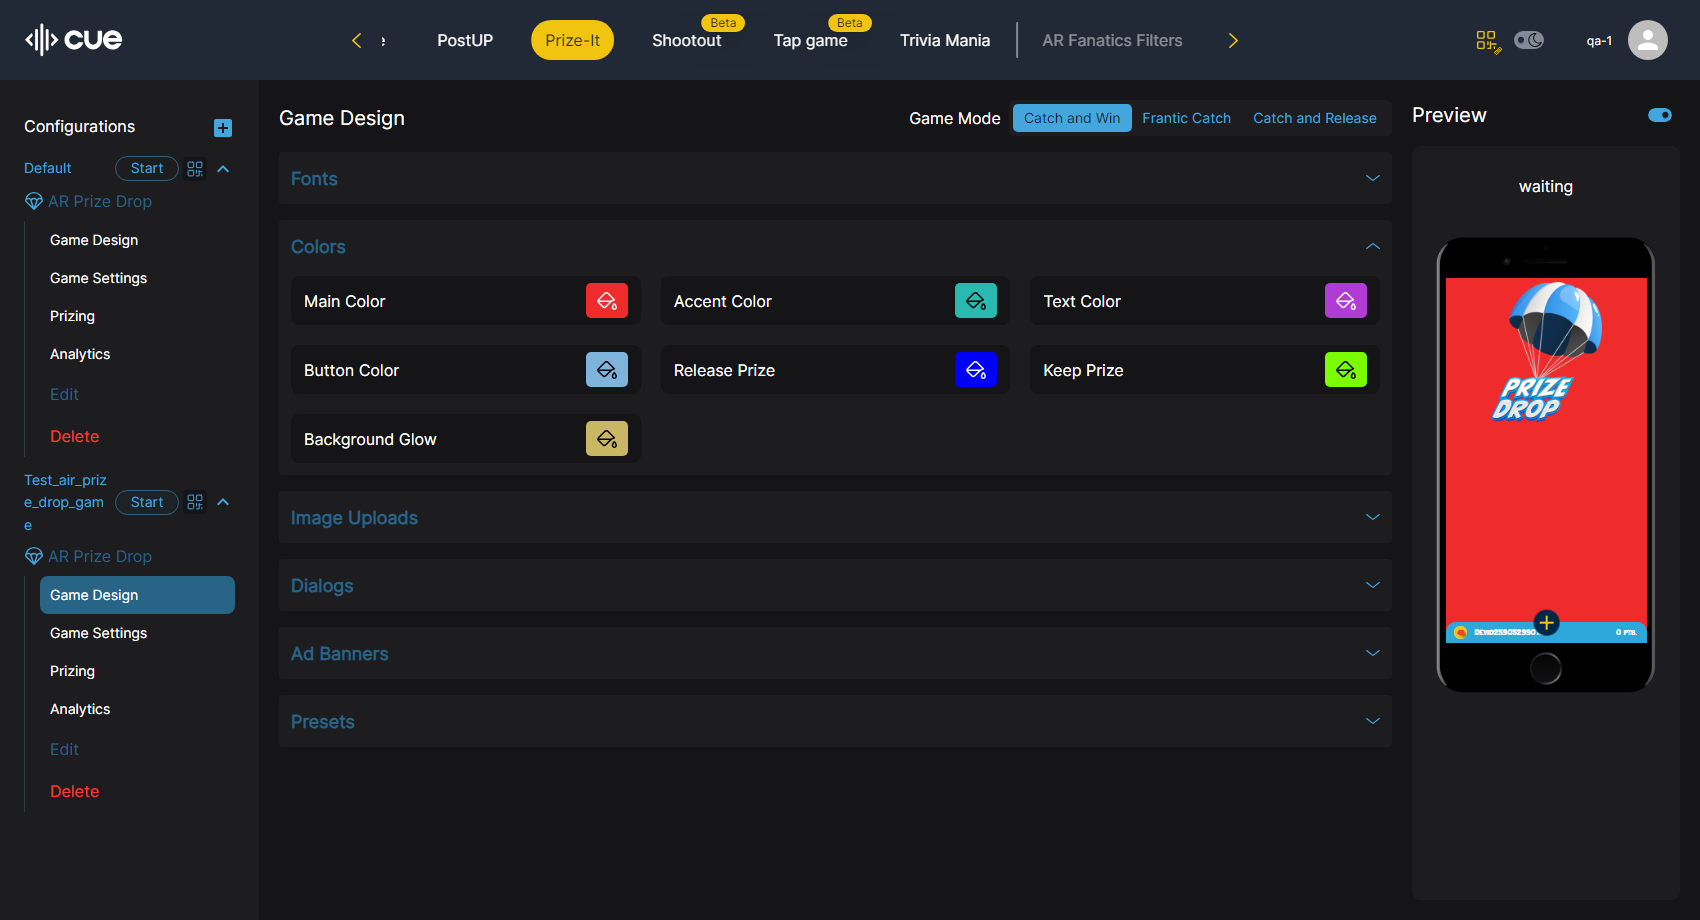 cue
PostUP
Prize-It
Shootout
Beta
Tap game
Beta
Trivia Mania
AR Fanatics Filters
qa-1
Configurations
Default
Start
AR Prize Drop
Game Design
Game Settings
Prizing
Analytics
Edit
Delete
Test_air_priz
e_drop_gam
e
Start
AR Prize Drop
Game Design
Game Settings
Prizing
Analytics
Edit
Delete
Game Design
Game Mode
Catch and Win
Frantic Catch
Catch and Release
Fonts
Colors
Main Color
Accent Color
Text Color
Button Color
Release Prize
Keep Prize
Background Glow
Image Uploads
Dialogs
Ad Banners
Presets
Preview
waiting
PRIZE
DROP
0 PTS.